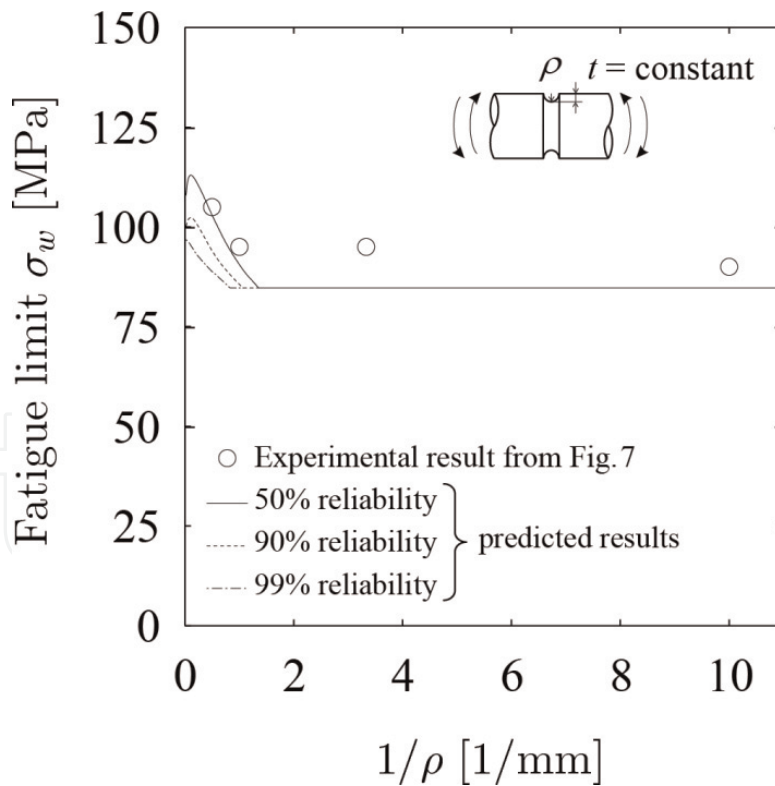 150
125
100
75
50
25
0
Fatigue limit σw [MPa]
ρ t = constant
Experimental result from Fig.7
50% reliability
90% reliability
99% reliability
predicted results
0 2 4 6 8 10
1/ρ [1/mm]